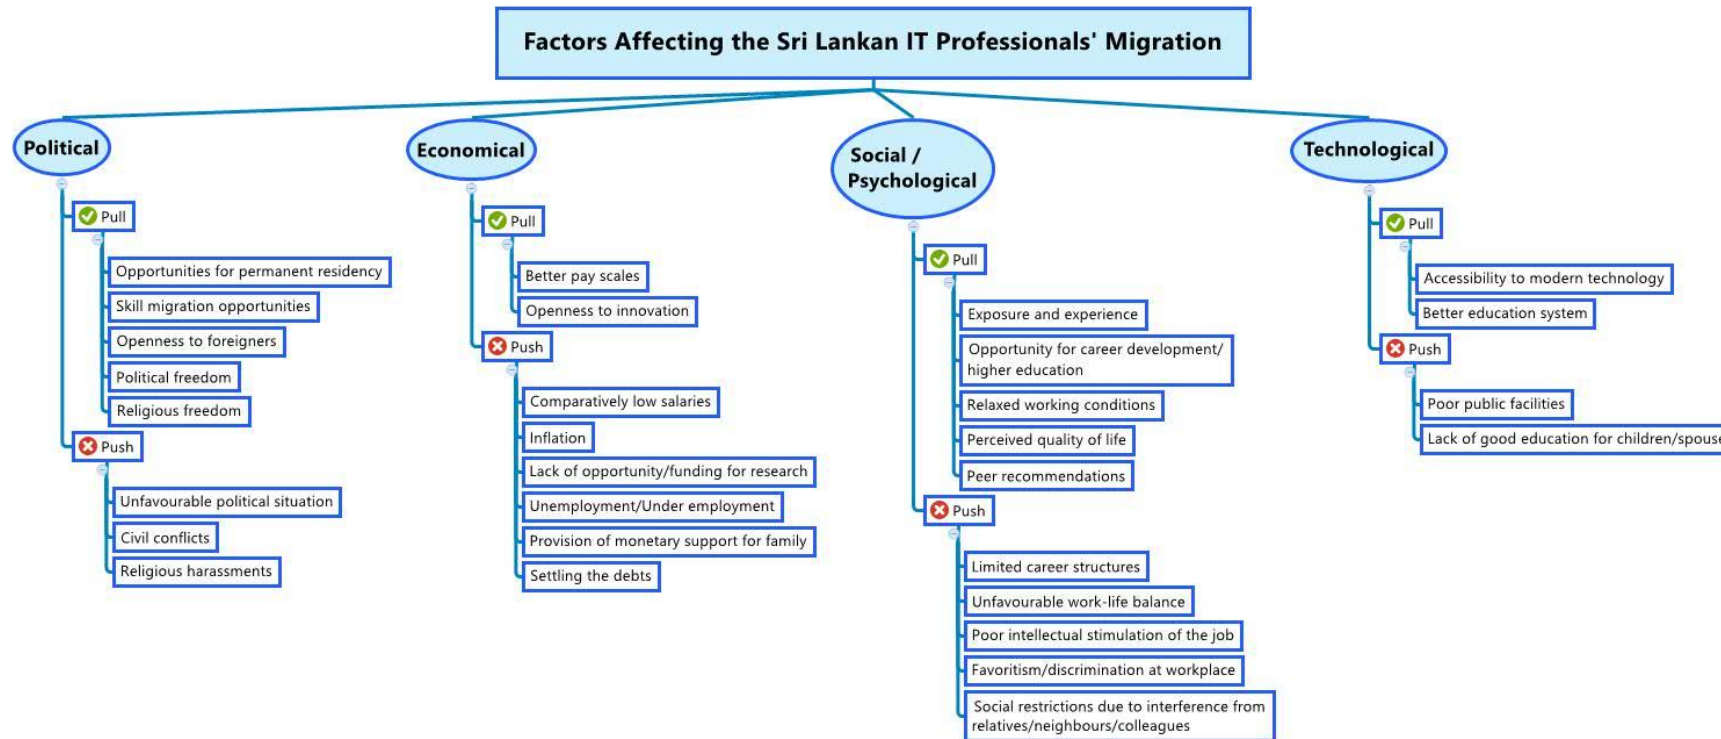 Factors Affecting the Sri Lankan IT Professionals' Migration
Political
Pull
Opportunities for permanent residency
Skill migration opportunities
Openness to foreigners
Political freedom
Religious freedom
Push
Unfavourable political situation
Civil conflicts
Religious harassments
Economical
Pull
Better pay scales
Openness to innovation
Push
Comparatively low salaries
Inflation
Lack of opportunity/funding for research
Unemployment/Under employment
Provision of monetary support for family
Settling the debts
Social /
Psychological
Pull
Exposure and experience
Opportunity for career development/
higher education
Relaxed working conditions
Perceived quality of life
Peer recommendations
Push
Limited career structures
Unfavourable work-life balance
Poor intellectual stimulation of the job
Favoritism/discrimination at workplace
Social restrictions due to interference from
relatives/neighbours/colleagues
Technological
Pull
Accessibility to modern technology
Better education system
Push
Poor public facilities
Lack of good education for children/spouse